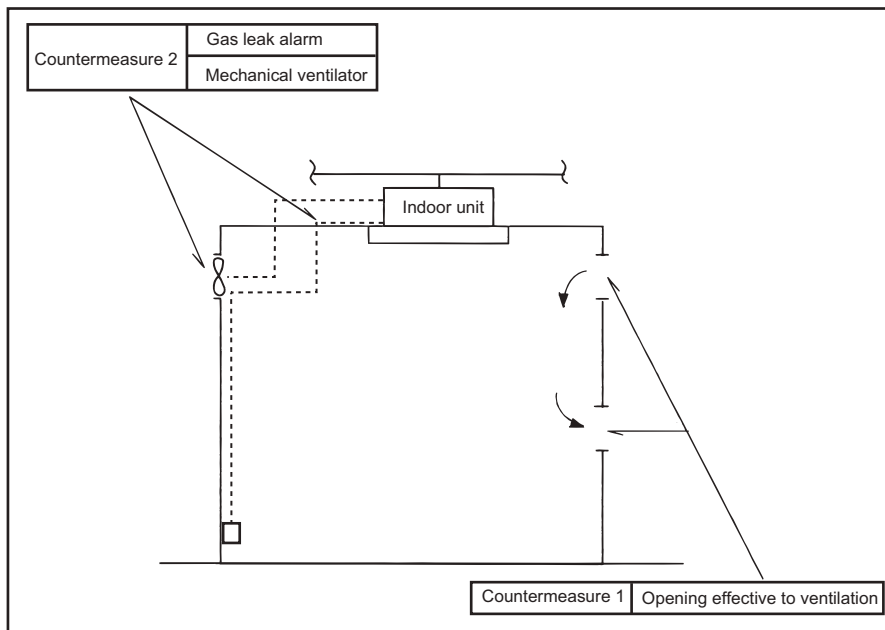 Countermeasure 2
Gas leak alarm
Mechanical ventilator
Indoor unit
Countermeasure 1
Opening effective to ventilation